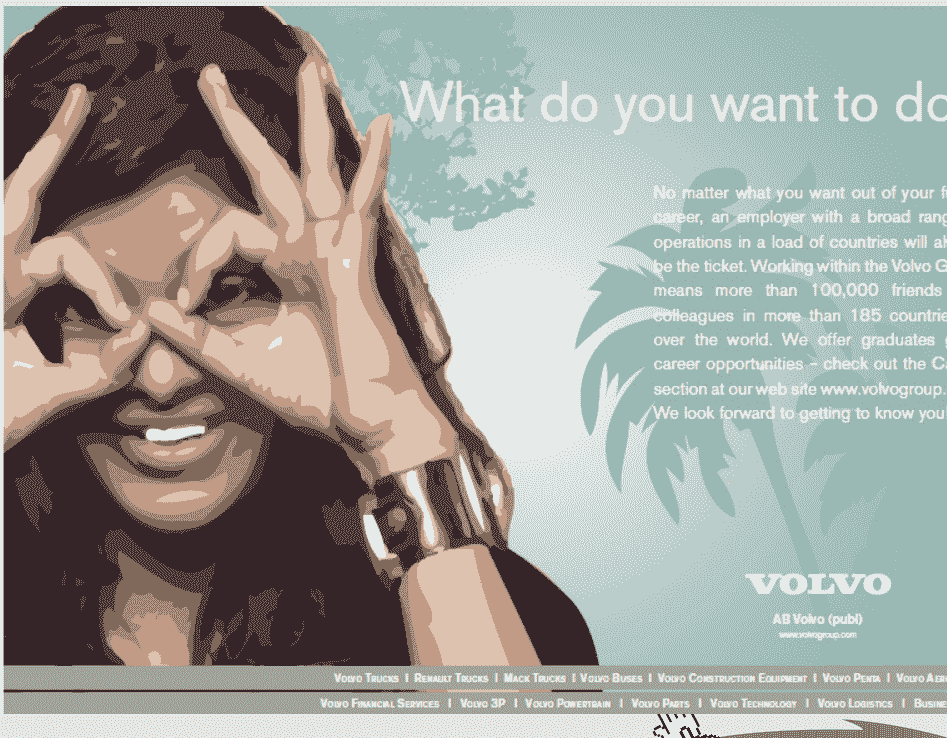 What do you want to do
No matter what you want out of your f
career, an employer with a broad rang
operations in a load of countries will al
be the ticket. Working within the Volvo G
means more than 100,000 friends
colleagues in more than 185 countrie
over the world. We offer graduates g
career opportunities – check out the Ca
section at our web site www.volvogroup.
We look forward to getting to know you
VOLVO
AB Volvo (publ)
www.volvogroup.com
VOLVO TRUCKS | RENAULT TRUCKS | MACK TRUCKS | VOLVO BUSES | VOLVO CONSTRUCTION EQUIPMENT | VOLVO PENTA | VOLVO AER
VOLVO FINANCIAL SERVICES | VOLVO 3P | VOLVO POWERTRAIN | VOLVO PARTS | VOLVO TECHNOLOGY | VOLVO LOGISTICS | BUSINE